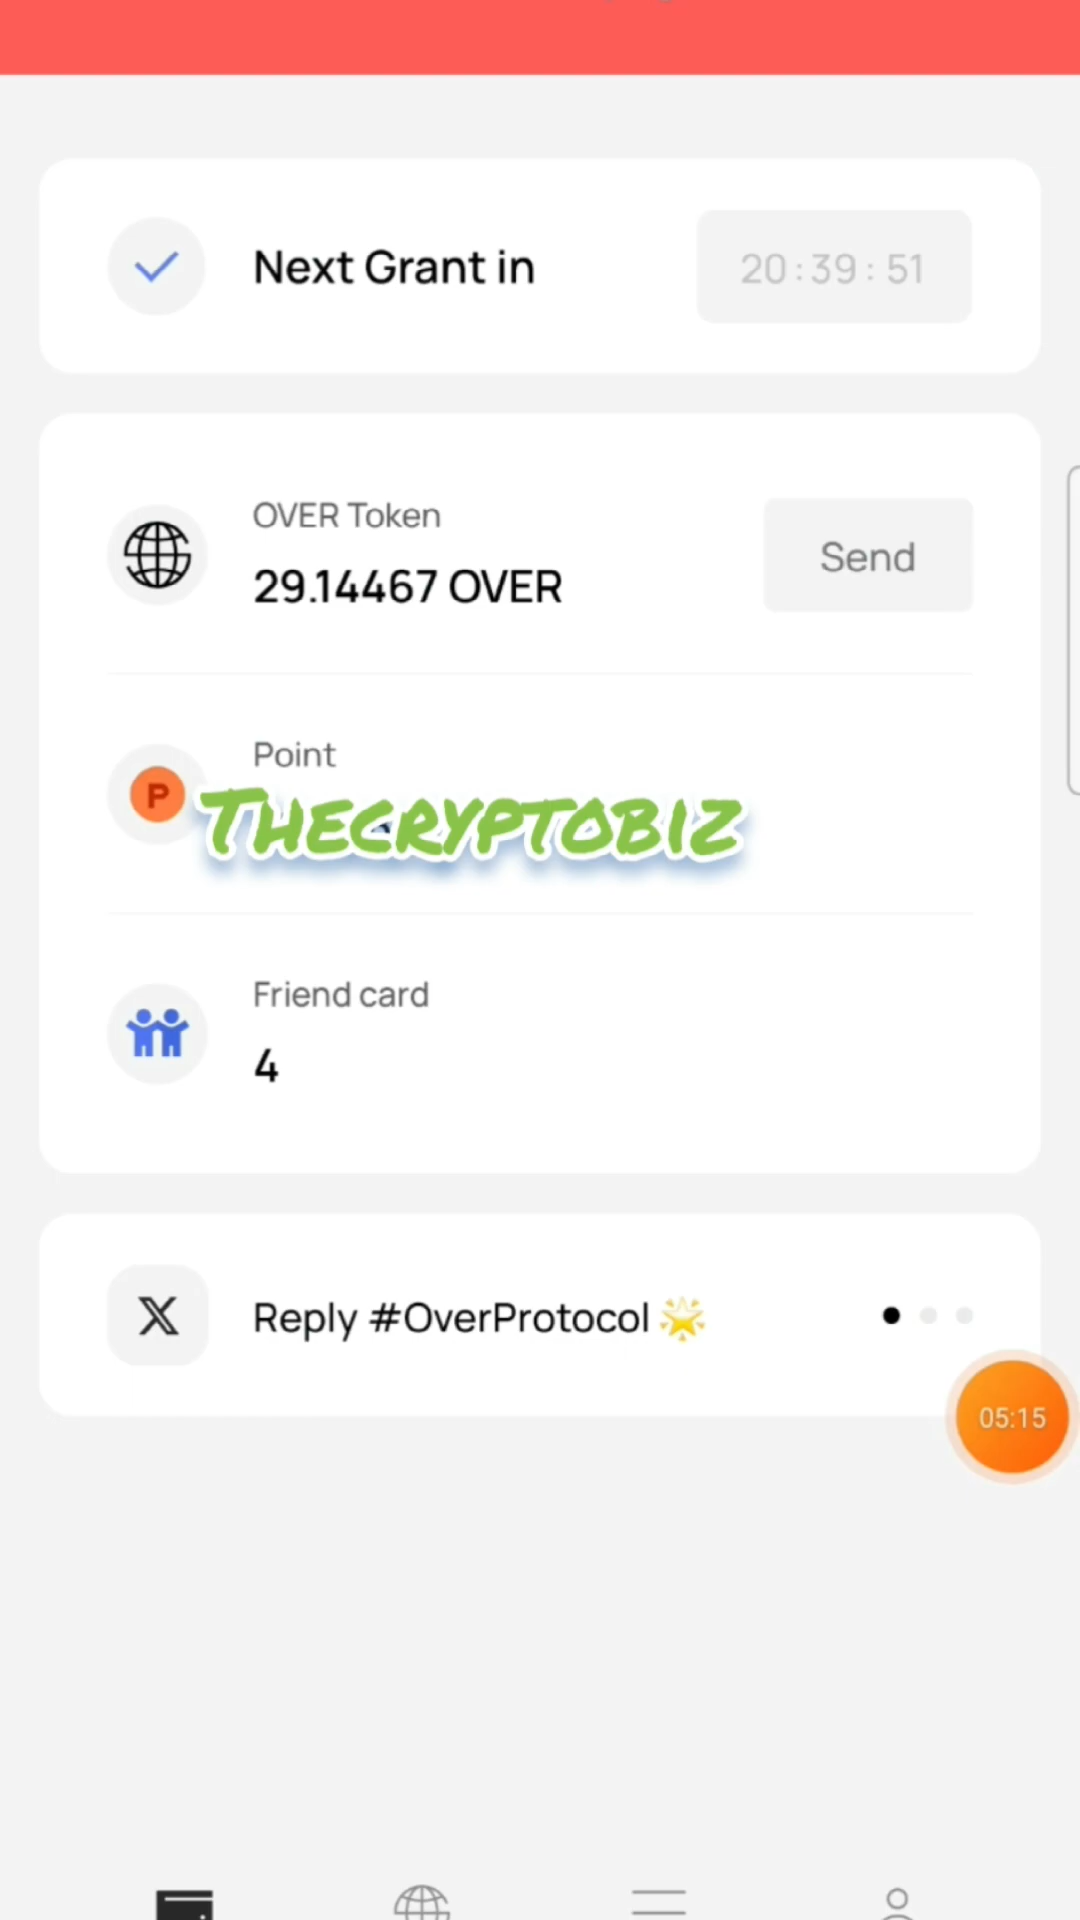 Next Grant in
20:39:51
OVER Token
29.14467 OVER
Send
Point
P
THECRYPTOBIZ
Friend card
4
X
Reply #OverProtocol 🌟
05:15